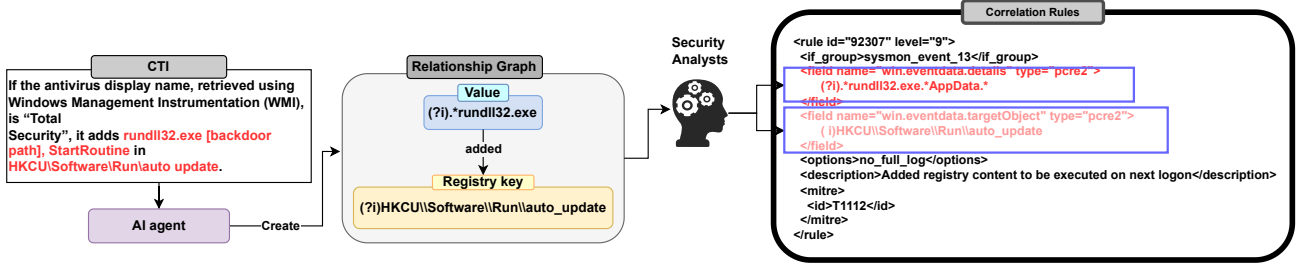 CTI
If the antivirus display name, retrieved using
Windows Management Instrumentation (WMI),
is “Total
Security”, it adds rundll32.exe [backdoor
path], StartRoutine in
HKCU\Software\Run\auto update.
AI agent
Create
Relationship Graph
Value
(?i).*rundll32.exe
added
Registry key
(?i)HKCU\\Software\\Run\\auto_update
Security
Analysts
Correlation Rules
<rule id="92307" level="9">
<if_group>sysmon_event_13</if_group>
<field name="win.eventdata.details" type="pcre2">
(?i).*rundll32.exe.*AppData.*
</field>
<field name="win.eventdata.targetObject" type="pcre2">
( i)HKCU\\Software\\Run\\auto_update
</field>
<options>no_full_log</options>
<description>Added registry content to be executed on next logon</description>
<mitre>
<id>T1112</id>
</mitre>
</rule>